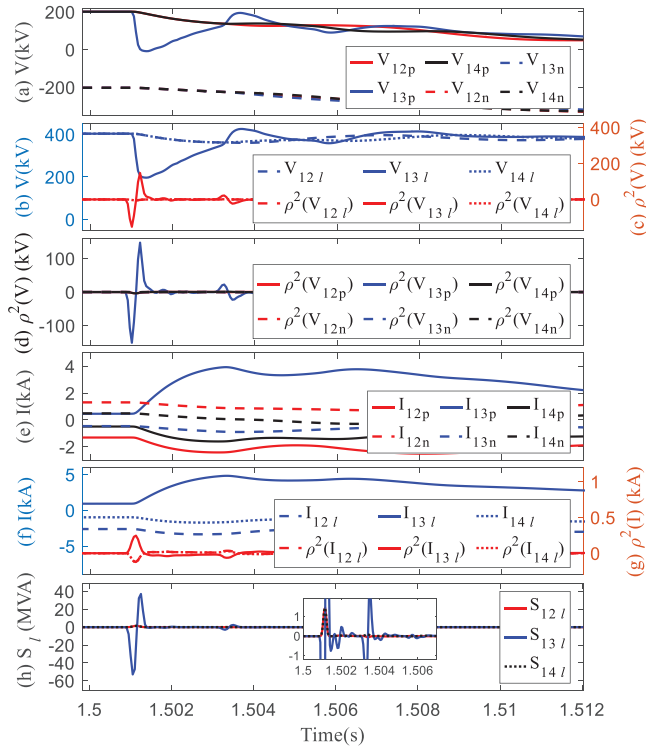 200
0
-200
(a) V(kV)
V12p V14p V13n
V13p V12n V14n
400
200
0
(b) V(kV)
400
200
0
(c) ρ²(V) (kV)
V12 l V13 l V14 l
ρ²(V12 l) ρ²(V13 l) ρ²(V14 l)
100
0
-100
(d) ρ²(V) (kV)
ρ²(V12p) ρ²(V13p) ρ²(V14p)
ρ²(V12n) ρ²(V13n) ρ²(V14n)
4
2
0
-2
(e) I(kA)
I12p I13p I14p
I12n I13n I14n
5
0
-5
(f) I(kA)
1
0.5
0
(g) ρ²(I) (kA)
I12 l I13 l I14 l
ρ²(I12 l) ρ²(I13 l) ρ²(I14 l)
40
20
0
-20
-40
-60
(h) S l (MVA)
1
0
-1
1.5 1.502 1.504 1.506
S12 l
S13 l
S14 l
1.5 1.502 1.504 1.506 1.508 1.51 1.512
Time(s)